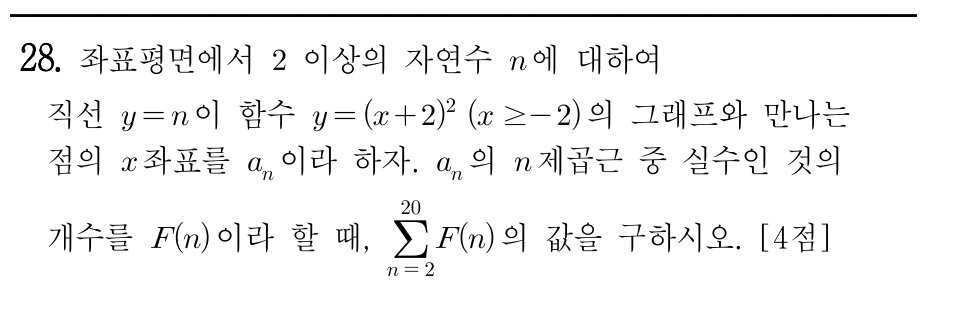 28. 좌표평면에서 2 이상의 자연수 n에 대하여
직선 y=n이 함수 y=(x+2)² (x ≥ −2)의 그래프와 만나는
점의 x좌표를 aₙ이라 하자. aₙ의 n제곱근 중 실수인 것의
개수를 F(n)이라 할 때, \sum_{n=2}^{20} F(n)의 값을 구하시오. [4점]